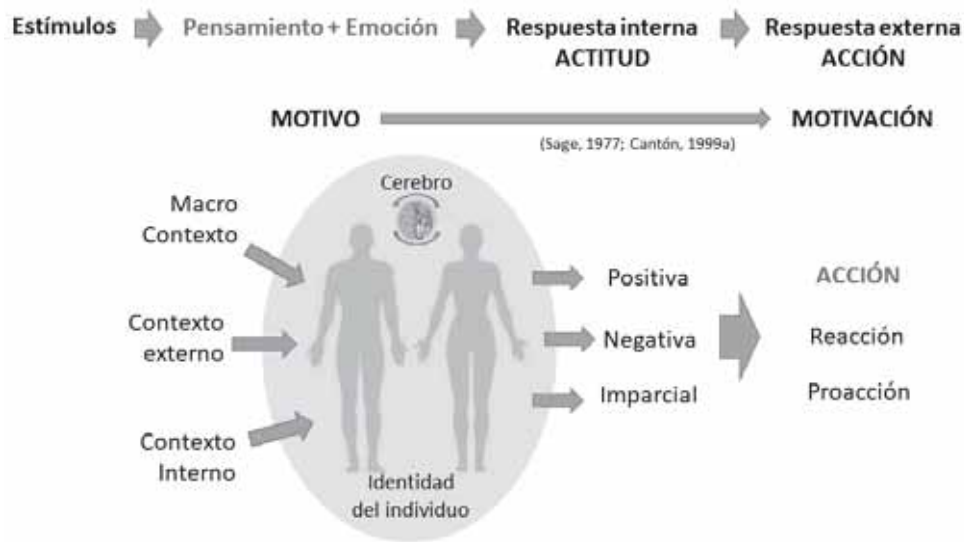 Estímulos Pensamiento + Emoción Respuesta interna Respuesta externa
ACTITUD ACCIÓN
MOTIVO MOTIVACIÓN
(Sage, 1977; Cantón, 1999a)
Cerebro
Macro
Contexto
Contexto
externo
Contexto
Interno
Identidad
del individuo
Positiva
Negativa
Imparcial
ACCIÓN
Reacción
Proacción